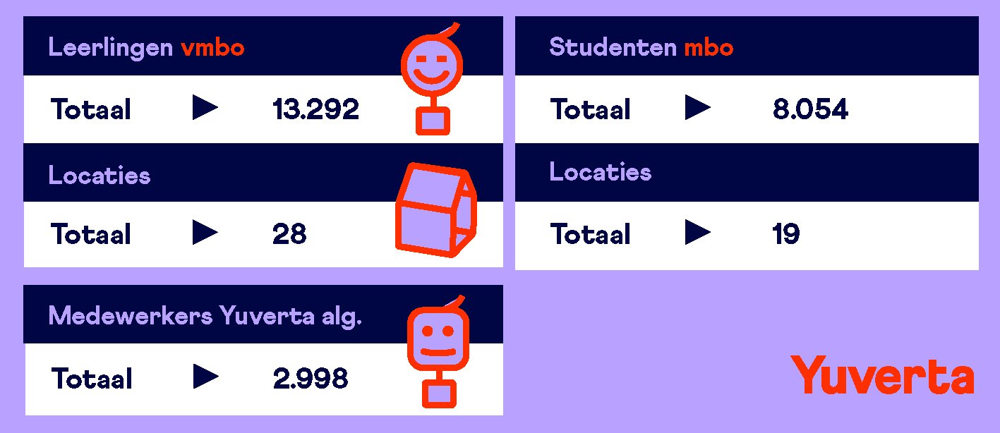 Leerlingen vmbo
Totaal ▶ 13.292
Locaties
Totaal ▶ 28
Studenten mbo
Totaal ▶ 8.054
Locaties
Totaal ▶ 19
Medewerkers Yuverta alg.
Totaal ▶ 2.998
Yuverta